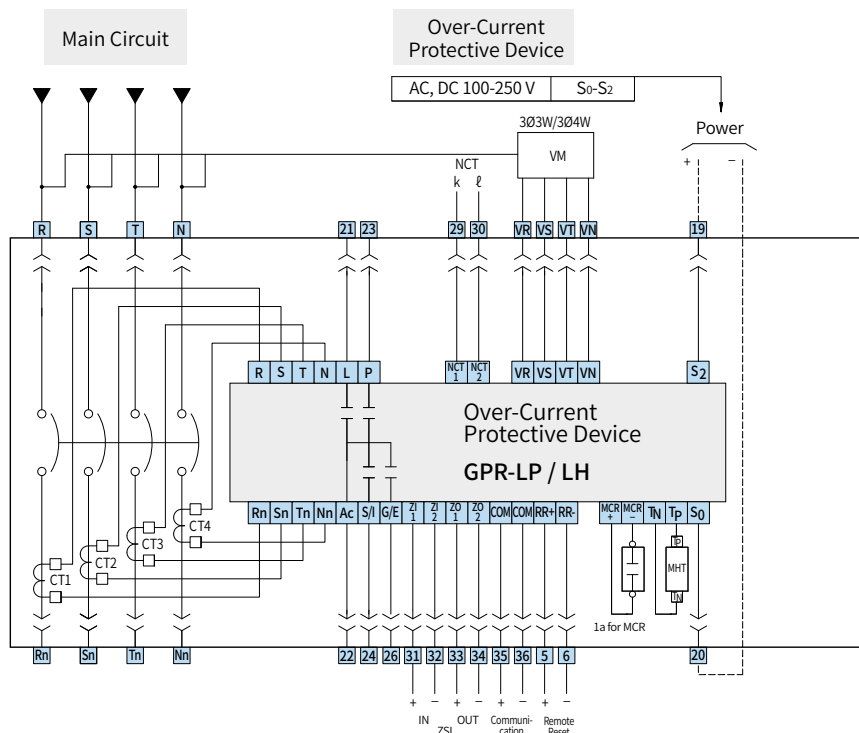 Main Circuit
Over-Current
Protective Device
AC, DC 100-250 V
S0-S2
3Ø3W/3Ø4W
VM
Power
+
−
NCT
k
ℓ
R
S
T
N
21
23
29
30
VR
VS
VT
VN
19
R
S
T
N
L
P
NCT
1
NCT
2
VR
VS
VT
VN
S2
Over-Current
Protective Device
GPR-LP / LH
Rn
Sn
Tn
Nn
Ac
S/I
G/E
ZI
1
ZI
2
ZO
1
ZO
2
COM
COM
RR+
RR-
MCR
+
MCR
−
TN
TP
S0
CT1
CT2
CT3
CT4
TP
MHT
TN
1a for MCR
Rn
Sn
Tn
Nn
22
24
26
31
32
33
34
35
36
5
6
20
+
−
+
−
+
−
+
−
IN
OUT
ZSI
Communi-
cation
Remote
Reset